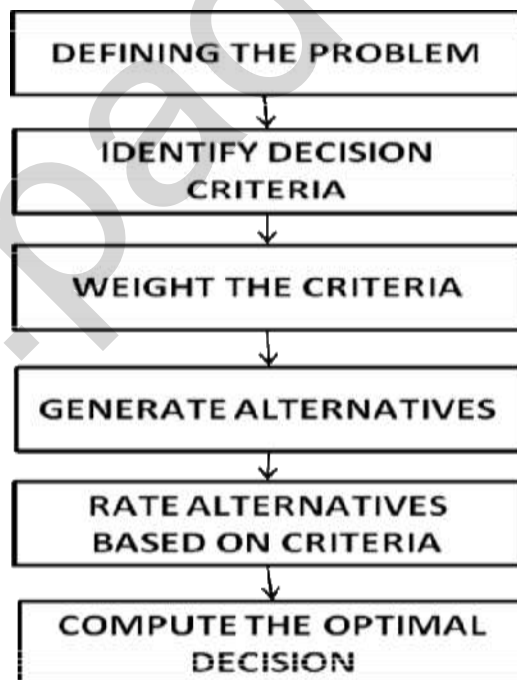 DEFINING THE PROBLEM
IDENTIFY DECISION
CRITERIA
WEIGHT THE CRITERIA
GENERATE ALTERNATIVES
RATE ALTERNATIVES
BASED ON CRITERIA
COMPUTE THE OPTIMAL
DECISION